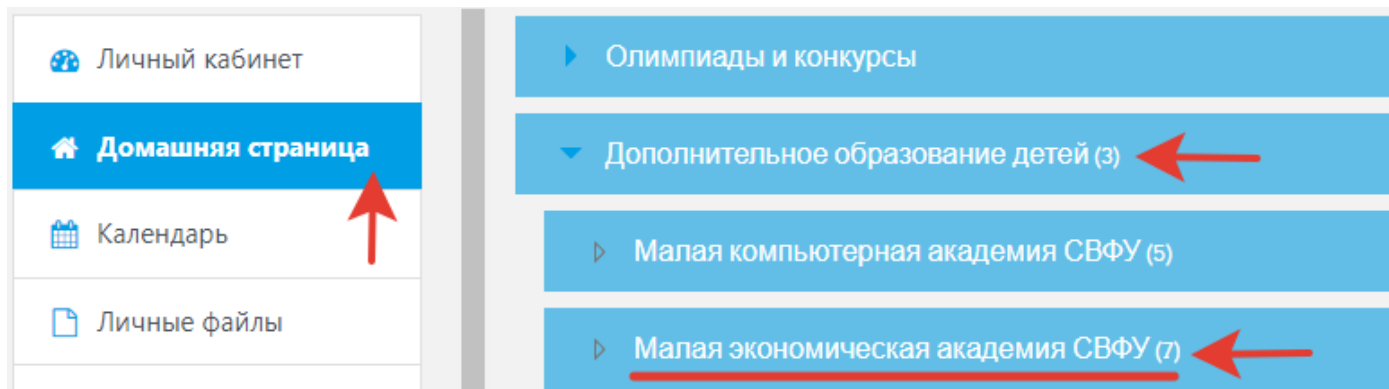 Личный кабинет
Домашняя страница
Календарь
Личные файлы
Олимпиады и конкурсы
Дополнительное образование детей (3)
Малая компьютерная академия СВФУ (5)
Малая экономическая академия СВФУ (7)